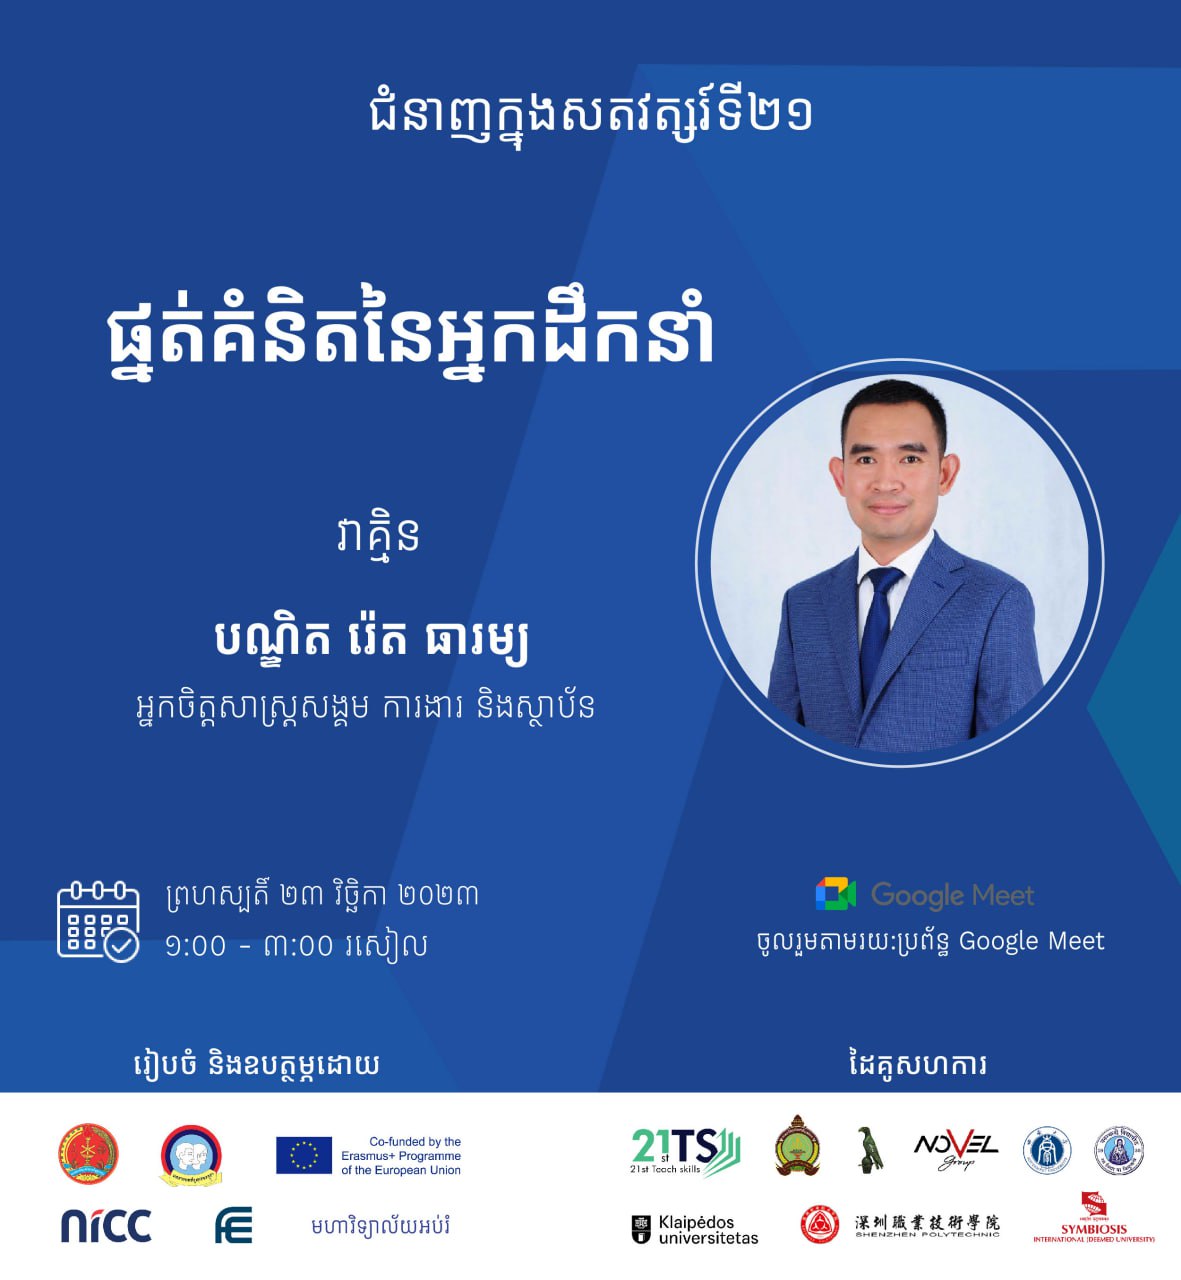 ជំនាញក្នុងសតវត្សរ៍ទី២១
ផ្នត់គំនិតនៃអ្នកដឹកនាំ
វាគ្មិន
បណ្ឌិត រ៉េត ធារម្យ
អ្នកចិត្តសាស្ត្រសង្គម ការងារ និងស្ថាប័ន
ព្រហស្បតិ៍ ២៣ វិច្ឆិកា ២០២៣
១:00 - ៣:00 រសៀល
Google Meet
ចូលរួមតាមរយៈប្រព័ន្ធ Google Meet
រៀបចំ និងឧបត្ថម្ភដោយ
Co-funded by the
Erasmus+ Programme
of the European Union
nicc
FE
មហាវិទ្យាល័យអប់រំ
ដៃគូសហការ
21st TS
21st Teach skills
NOVEL
Group
Klaipėdos
universitetas
深圳職業技術學院
SHENZHEN POLYTECHNIC
SYMBIOSIS
INTERNATIONAL (DEEMED UNIVERSITY)